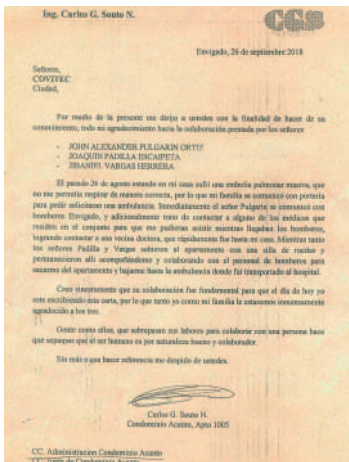 Ing. Carlos G. Souto N.
CGS
Envigado, 26 de septiembre 2018
Señores,
COVITEC
Ciudad,
Por medio de la presente me dirijo a ustedes con la finalidad de hacer de su
conocimiento, todo mi agradecimiento hacia la colaboración prestada por los señor
- JOHN ALEXANDER PULGARIN ORTIZ
- JOAQUIN PADILLA ESCAIPETA
- VARGAS HERRERA
El pasado 26 de agosto estando en mi casa sufrí una embolia pulmonar masiva, que
no me permitía respirar de manera correcta, por lo que mi familia se comunicó con portería
para pedir solicitaran una ambulancia. Inmediatamente el señor Pulgarin se comunicó con
bomberos Envigado, y adicionalmente trato de contactar a alguno de los médicos que
residen en el conjunto para que me pudieran asistir mientras llegaban los bomberos,
logrando contactar a una vecina doctora, que rápidamente fue hasta mi casa. Mientras tanto
los señores Padilla y Vargas subieron al apartamento con una silla de ruedas y
permanecieron allí acompañándome y colaborando con el personal de bomberos para
sacarme del apartamento y bajarme hasta la ambulancia donde fui transportado al hospital.
Creo sinceramente que su colaboración fue fundamental para que el día de hoy yo
este escribiendo esta carta, por lo que tanto yo como mi familia le estaremos inmensamente
agradecido a los tres.
Gente como ellos, que sobrepasan sus labores para colaborar con una persona hace
que sepamos que el ser humano es por naturaleza bueno y colaborador.
Sin más a que hacer referencia me despido de ustedes.
Carlos G. Souto N.
Condominio Acanto, Apto 1005
CC. Administracion Condominio Acanto
CC. Junta de Condominio Acanto